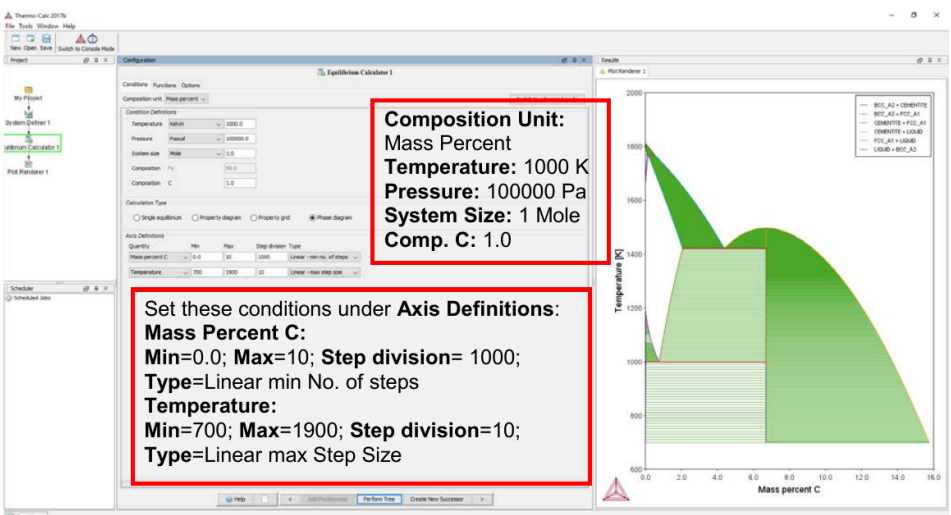 Thermo-Calc 2017b
File Tools Window Help
New Open Save Switch to Console Mode
Project
My Project
System Definer 1
uilibrium Calculator 1
Plot Renderer 1
Scheduler
Scheduled Jobs
Configuration
Equilibrium Calculator 1
Conditions Functions Options
Composition unit Mass percent
Condition Definitions
Temperature Kelvin 1000.0
Pressure Pascal 100000.0
System size Mole 1.0
Composition Fe 99.0
Composition C 1.0
Calculation Type
Single equilibrium Property diagram Property grid Phase diagram
Axis Definitions
Quantity Min Max Step division Type
Mass percent C 0.0 10 1000 Linear - min no. of steps
Temperature 700 1900 10 Linear - max step size
Composition Unit:
Mass Percent
Temperature: 1000 K
Pressure: 100000 Pa
System Size: 1 Mole
Comp. C: 1.0
Set these conditions under Axis Definitions:
Mass Percent C:
Min=0.0; Max=10; Step division= 1000;
Type=Linear min No. of steps
Temperature:
Min=700; Max=1900; Step division=10;
Type=Linear max Step Size
Help < Add Predecessor Perform Tree Create New Successor >
Results
Plot Renderer 1
BCC_A2 + CEMENTITE
BCC_A2 + FCC_A1
CEMENTITE + FCC_A1
CEMENTITE + LIQUID
FCC_A1 + LIQUID
LIQUID + BCC_A2
2000
1800
1600
1400
1200
1000
800
600
Temperature [K]
0.0 2.0 4.0 6.0 8.0 10.0 12.0 14.0 16.0
Mass percent C